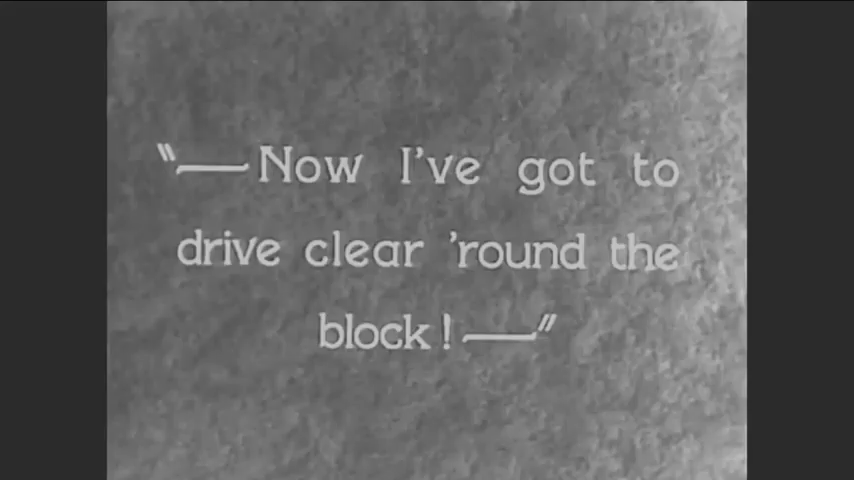 "—Now I've got to
drive clear 'round the
block!—"